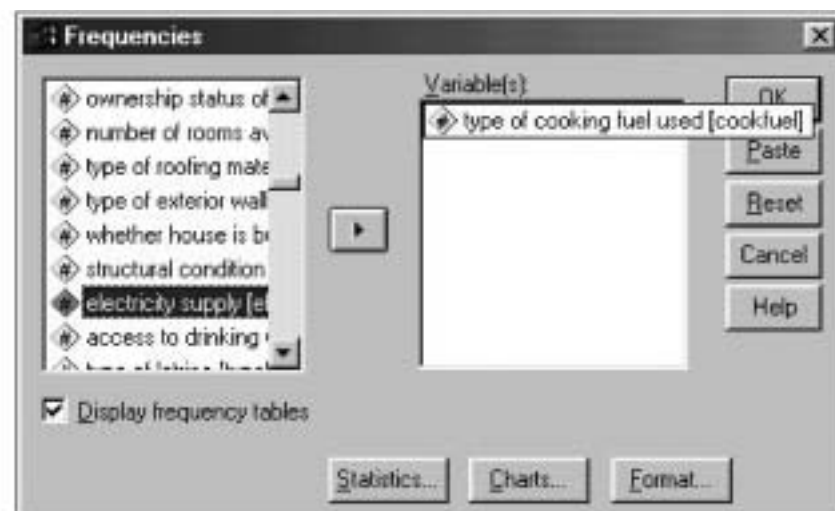 Frequencies
ownership status of
number of rooms av
type of roofing mate
type of exterior wall
whether house is b
structural condition
electricity supply [el
access to drinking
Display frequency tables
Variable(s):
type of cooking fuel used [cookfuel]
OK
Paste
Reset
Cancel
Help
Statistics...
Charts...
Format...